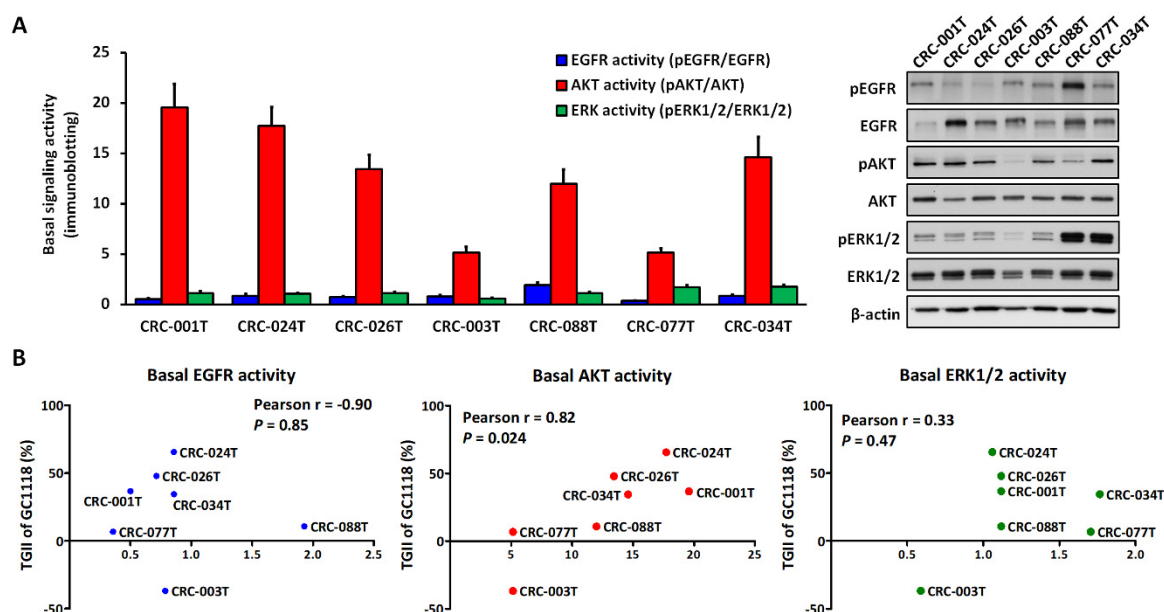 A
Basal signaling activity
(immunoblotting)
25
20
15
10
5
0
EGFR activity (pEGFR/EGFR)
AKT activity (pAKT/AKT)
ERK activity (pERK1/2/ERK1/2)
CRC-001T CRC-024T CRC-026T CRC-003T CRC-088T CRC-077T CRC-034T
CRC-001T CRC-024T CRC-026T CRC-003T CRC-088T CRC-077T CRC-034T
pEGFR
EGFR
pAKT
AKT
pERK1/2
ERK1/2
β-actin
B
Basal EGFR activity
TGII of GC1118 (%)
100
50
0
-50
Pearson r = -0.90
P = 0.85
CRC-024T
CRC-026T
CRC-001T
CRC-034T
CRC-077T
CRC-088T
CRC-003T
0.5 1.0 1.5 2.0 2.5
Basal AKT activity
TGII of GC1118 (%)
100
50
0
-50
Pearson r = 0.82
P = 0.024
CRC-024T
CRC-026T
CRC-034T
CRC-001T
CRC-077T
CRC-088T
CRC-003T
5 10 15 20 25
Basal ERK1/2 activity
TGII of GC1118 (%)
100
50
0
-50
Pearson r = 0.33
P = 0.47
CRC-024T
CRC-026T
CRC-001T
CRC-034T
CRC-088T
CRC-077T
CRC-003T
0.5 1.0 1.5 2.0